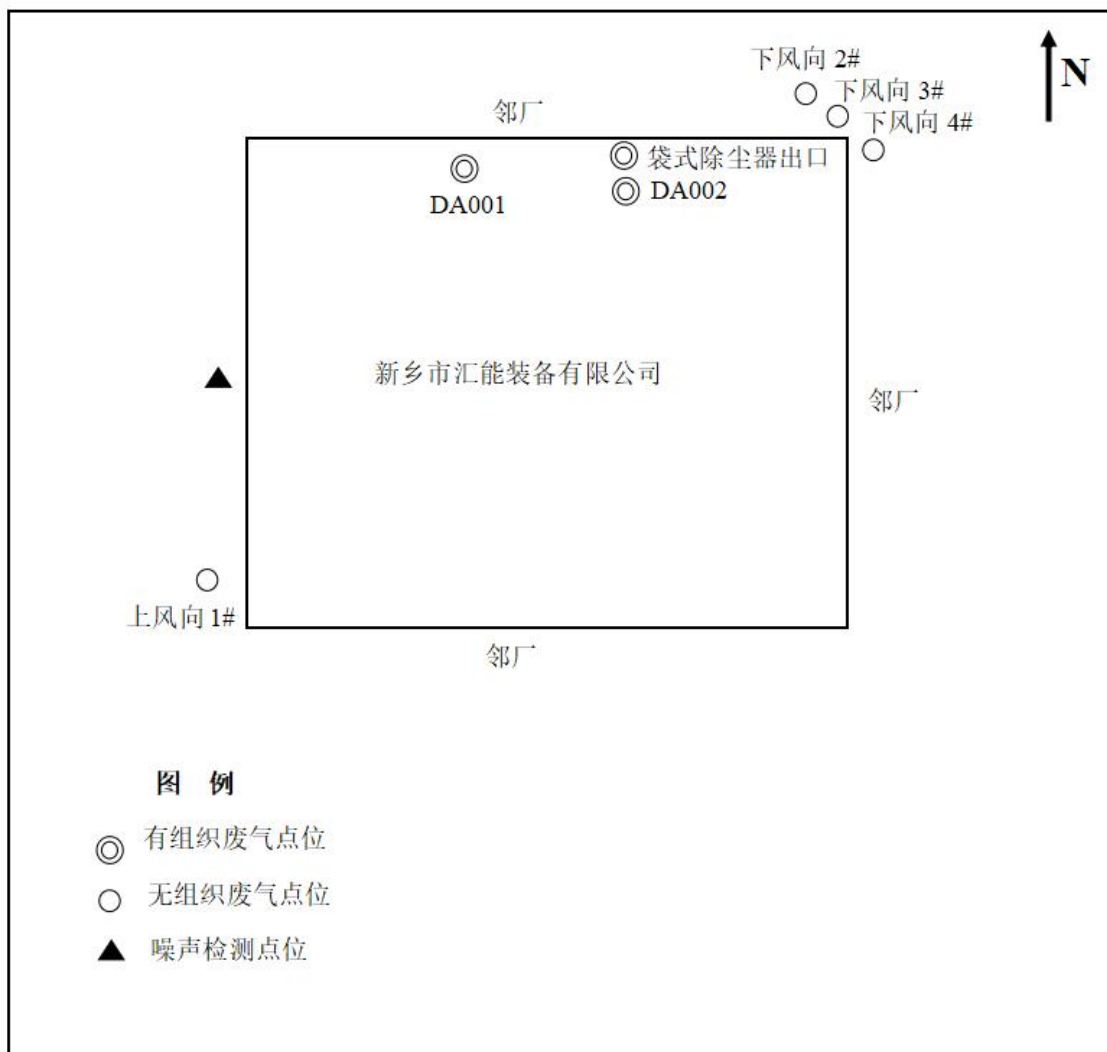 下风向 2#
N
下风向 3#
邻厂
下风向 4#
袋式除尘器出口
DA001
DA002
新乡市汇能装备有限公司
邻厂
上风向 1#
邻厂
图 例
有组织废气点位
无组织废气点位
噪声检测点位